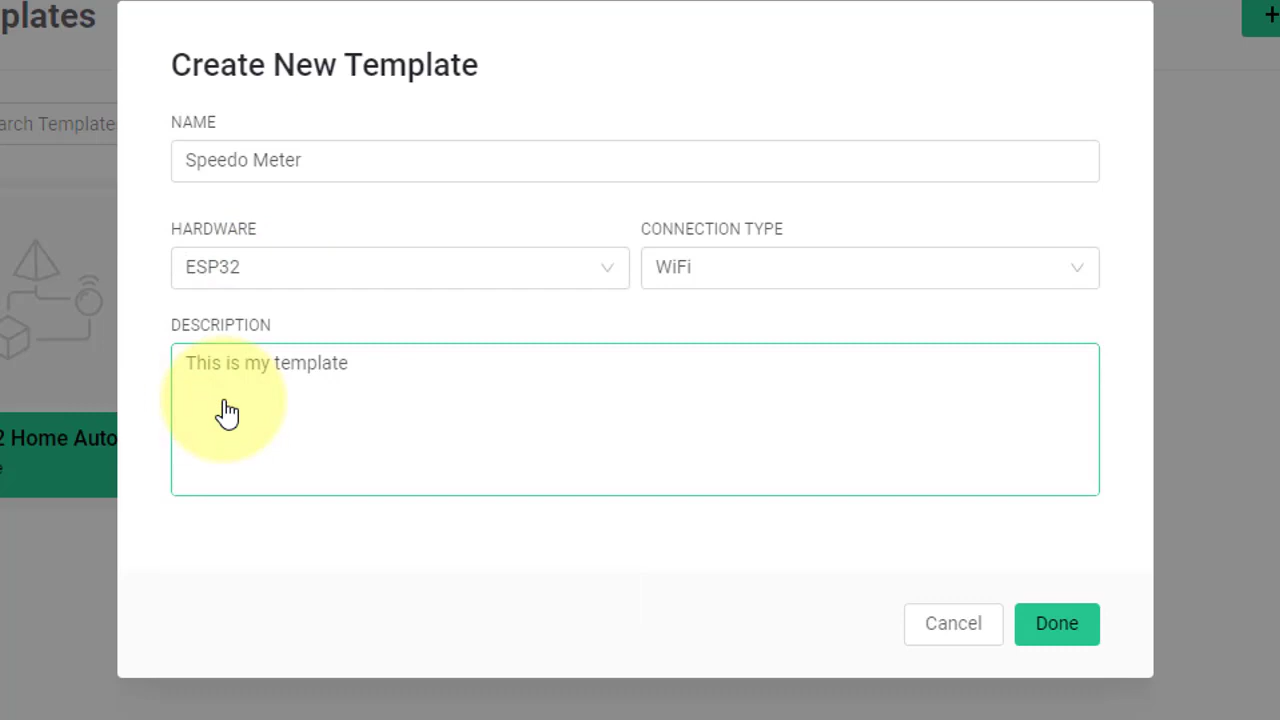 plates
Create New Template
NAME
arch Template
Speedo Meter
HARDWARE
CONNECTION TYPE
ESP32
WiFi
DESCRIPTION
This is my template
2 Home Auto
e
Cancel
Done